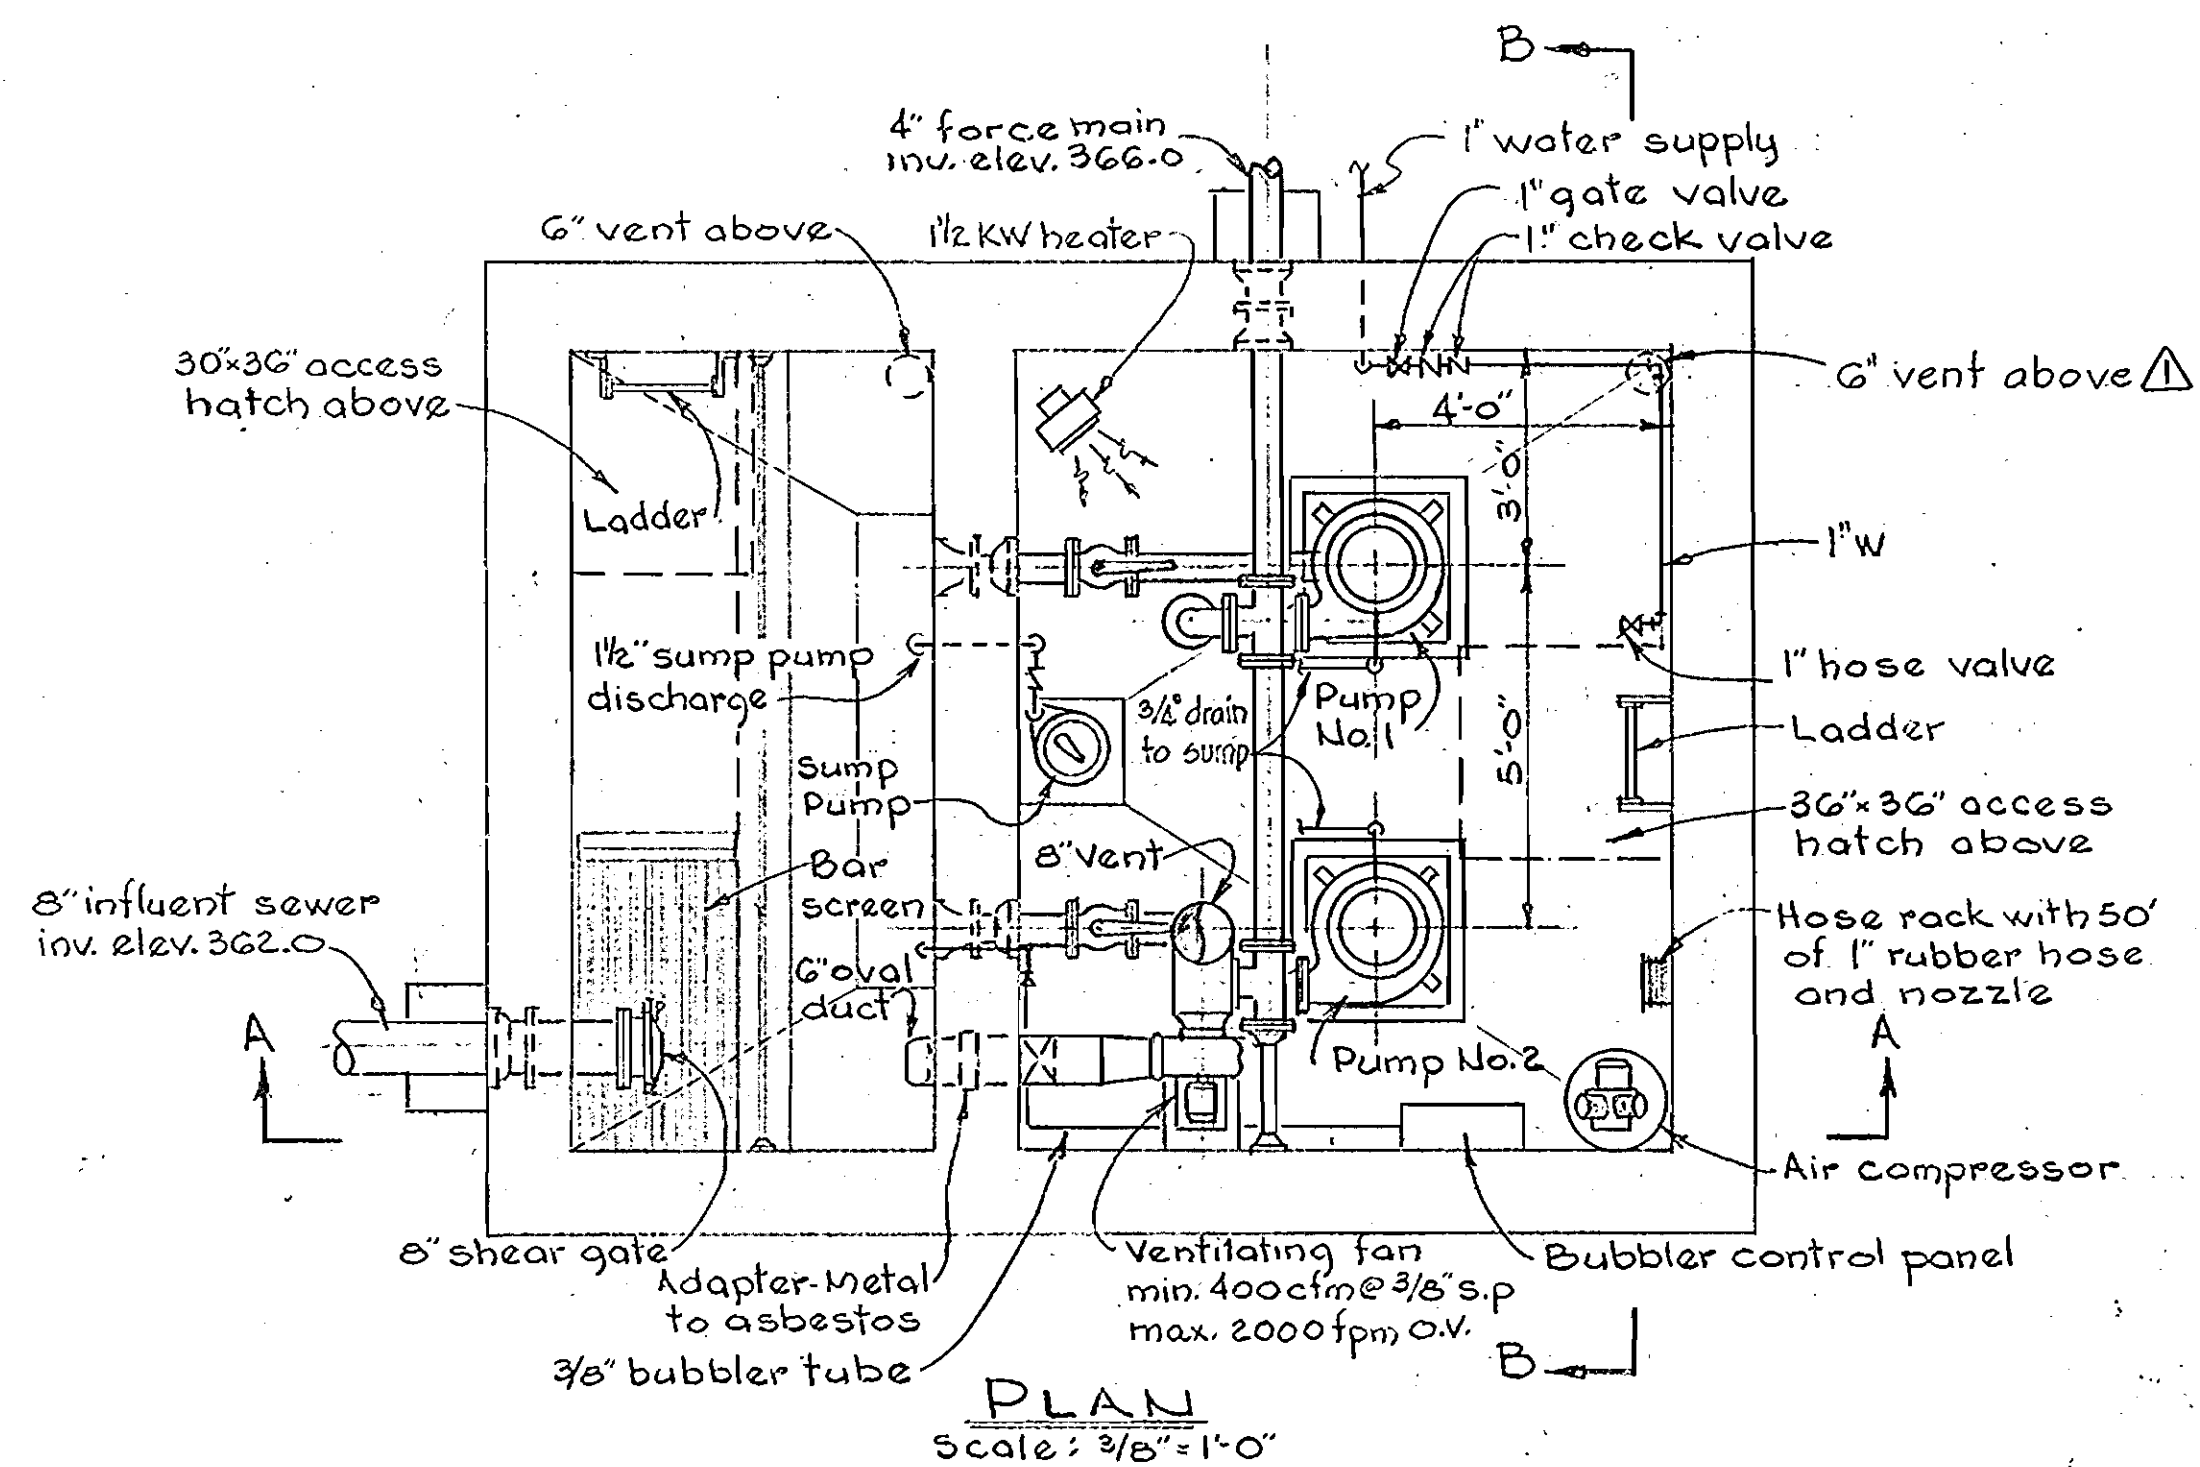 B
4" force main
inv. elev. 366.0
1" water supply
1" gate valve
1" check valve
6" vent above
1½ KW heater
30"x36" access
hatch above
6" vent above
1
4'-0"
3'-0"
Ladder
1"W
1½" sump pump
discharge
1" hose valve
¾" drain
to sump
Pump
No. 1
Ladder
5'-0"
Sump
Pump
36"x36" access
hatch above
8" Vent
Bar
screen
8" influent sewer
inv. elev. 362.0
Hose rack with 50'
of 1" rubber hose
and nozzle
6" oval
duct
A
A
Pump No. 2
Air compressor
8" shear gate
Adapter-Metal
to asbestos
Ventilating fan
min. 400 cfm @ 3/8" s.p
max. 2000 fpm O.V.
Bubbler control panel
3/8" bubbler tube
B
PLAN
Scale: 3/8" = 1'-0"